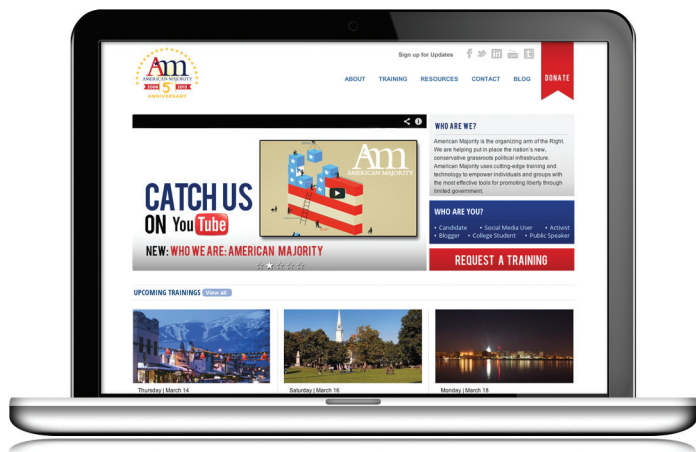 Sign up for Updates
Am
AMERICAN MAJORITY
2008 5 2013
ANNIVERSARY
ABOUT TRAINING RESOURCES CONTACT BLOG DONATE
WHO ARE WE?
American Majority is the organizing arm of the Right.
We are helping put in place the nation's new,
conservative grassroots political infrastructure.
American Majority uses cutting-edge training and
technology to empower individuals and groups with
the most effective tools for promoting liberty through
limited government.
Am
AMERICAN MAJORITY
CATCH US
ON YouTube
NEW: WHO WE ARE: AMERICAN MAJORITY
WHO ARE YOU?
• Candidate • Social Media User • Activist
• Blogger • College Student • Public Speaker
REQUEST A TRAINING
UPCOMING TRAININGS View all
Thursday | March 14 Saturday | March 16 Monday | March 18